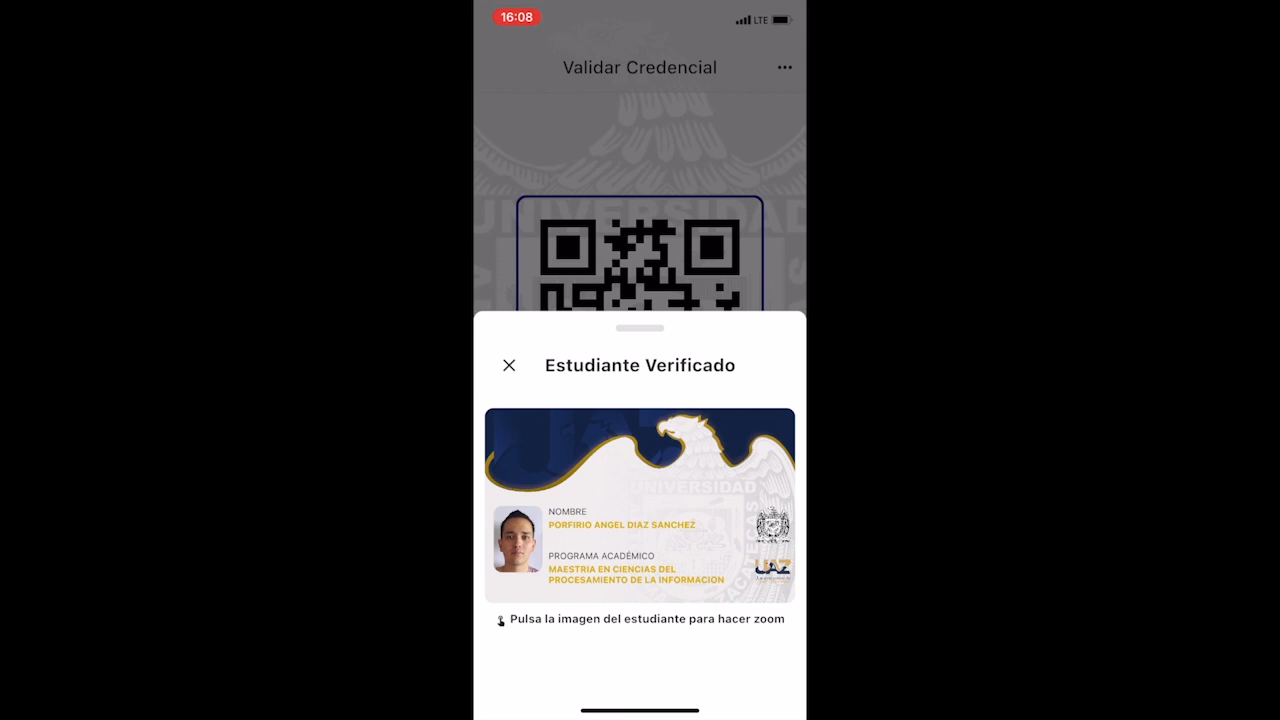 16:08
LTE
Validar Credencial
UNIVERSIDAD
Estudiante Verificado
UNIVERSIDAD
NOMBRE
PORFIRIO ANGEL DIAZ SANCHEZ
PROGRAMA ACADÉMICO
MAESTRIA EN CIENCIAS DEL
PROCESAMIENTO DE LA INFORMACION
UAZ
Pulsa la imagen del estudiante para hacer zoom